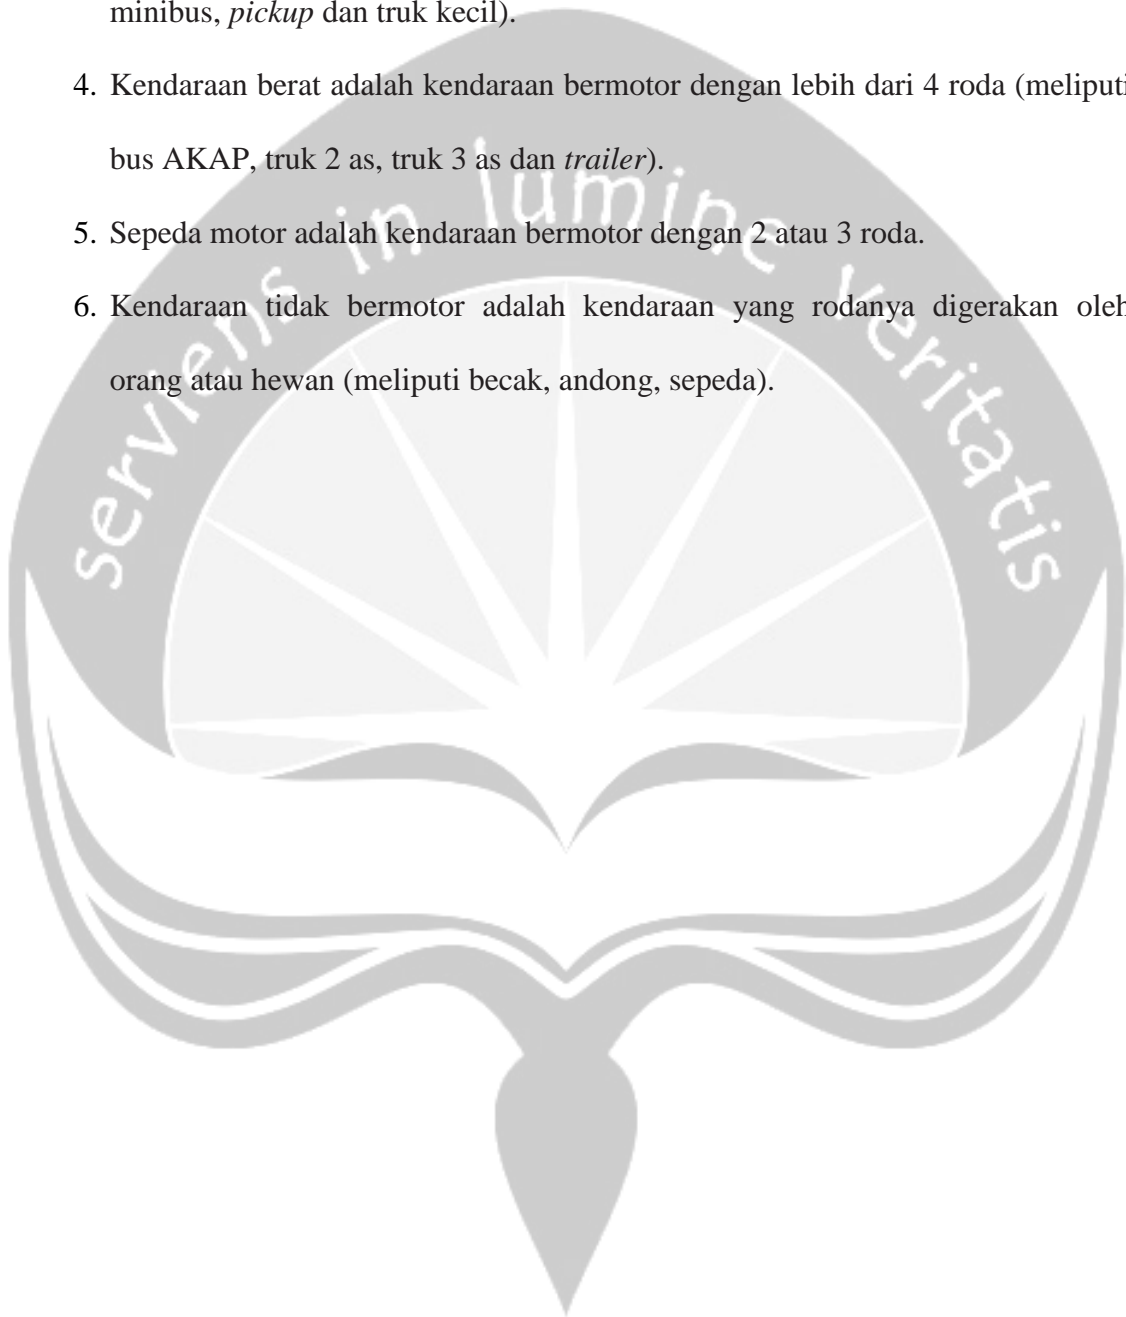 minibus, pickup dan truk kecil).
4. Kendaraan berat adalah kendaraan bermotor dengan lebih dari 4 roda (meliputi
bus AKAP, truk 2 as, truk 3 as dan trailer).
5. Sepeda motor adalah kendaraan bermotor dengan 2 atau 3 roda.
6. Kendaraan tidak bermotor adalah kendaraan yang rodanya digerakan oleh
orang atau hewan (meliputi becak, andong, sepeda).
serviens in lumine veritatis